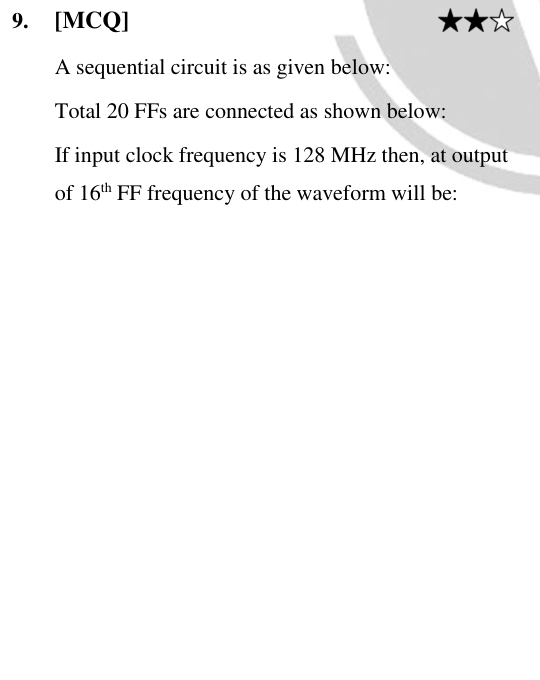 9. [MCQ] ★★☆
A sequential circuit is as given below:
Total 20 FFs are connected as shown below:
If input clock frequency is 128 MHz then, at output
of 16th FF frequency of the waveform will be: